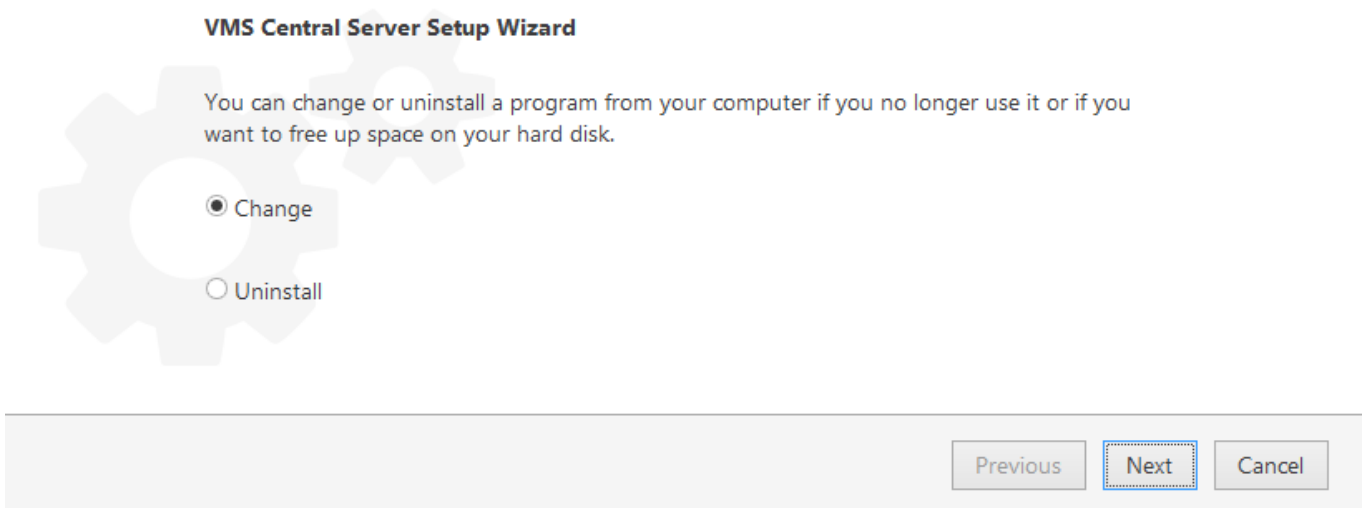 VMS Central Server Setup Wizard
You can change or uninstall a program from your computer if you no longer use it or if you
want to free up space on your hard disk.
Change
Uninstall
Previous Next Cancel